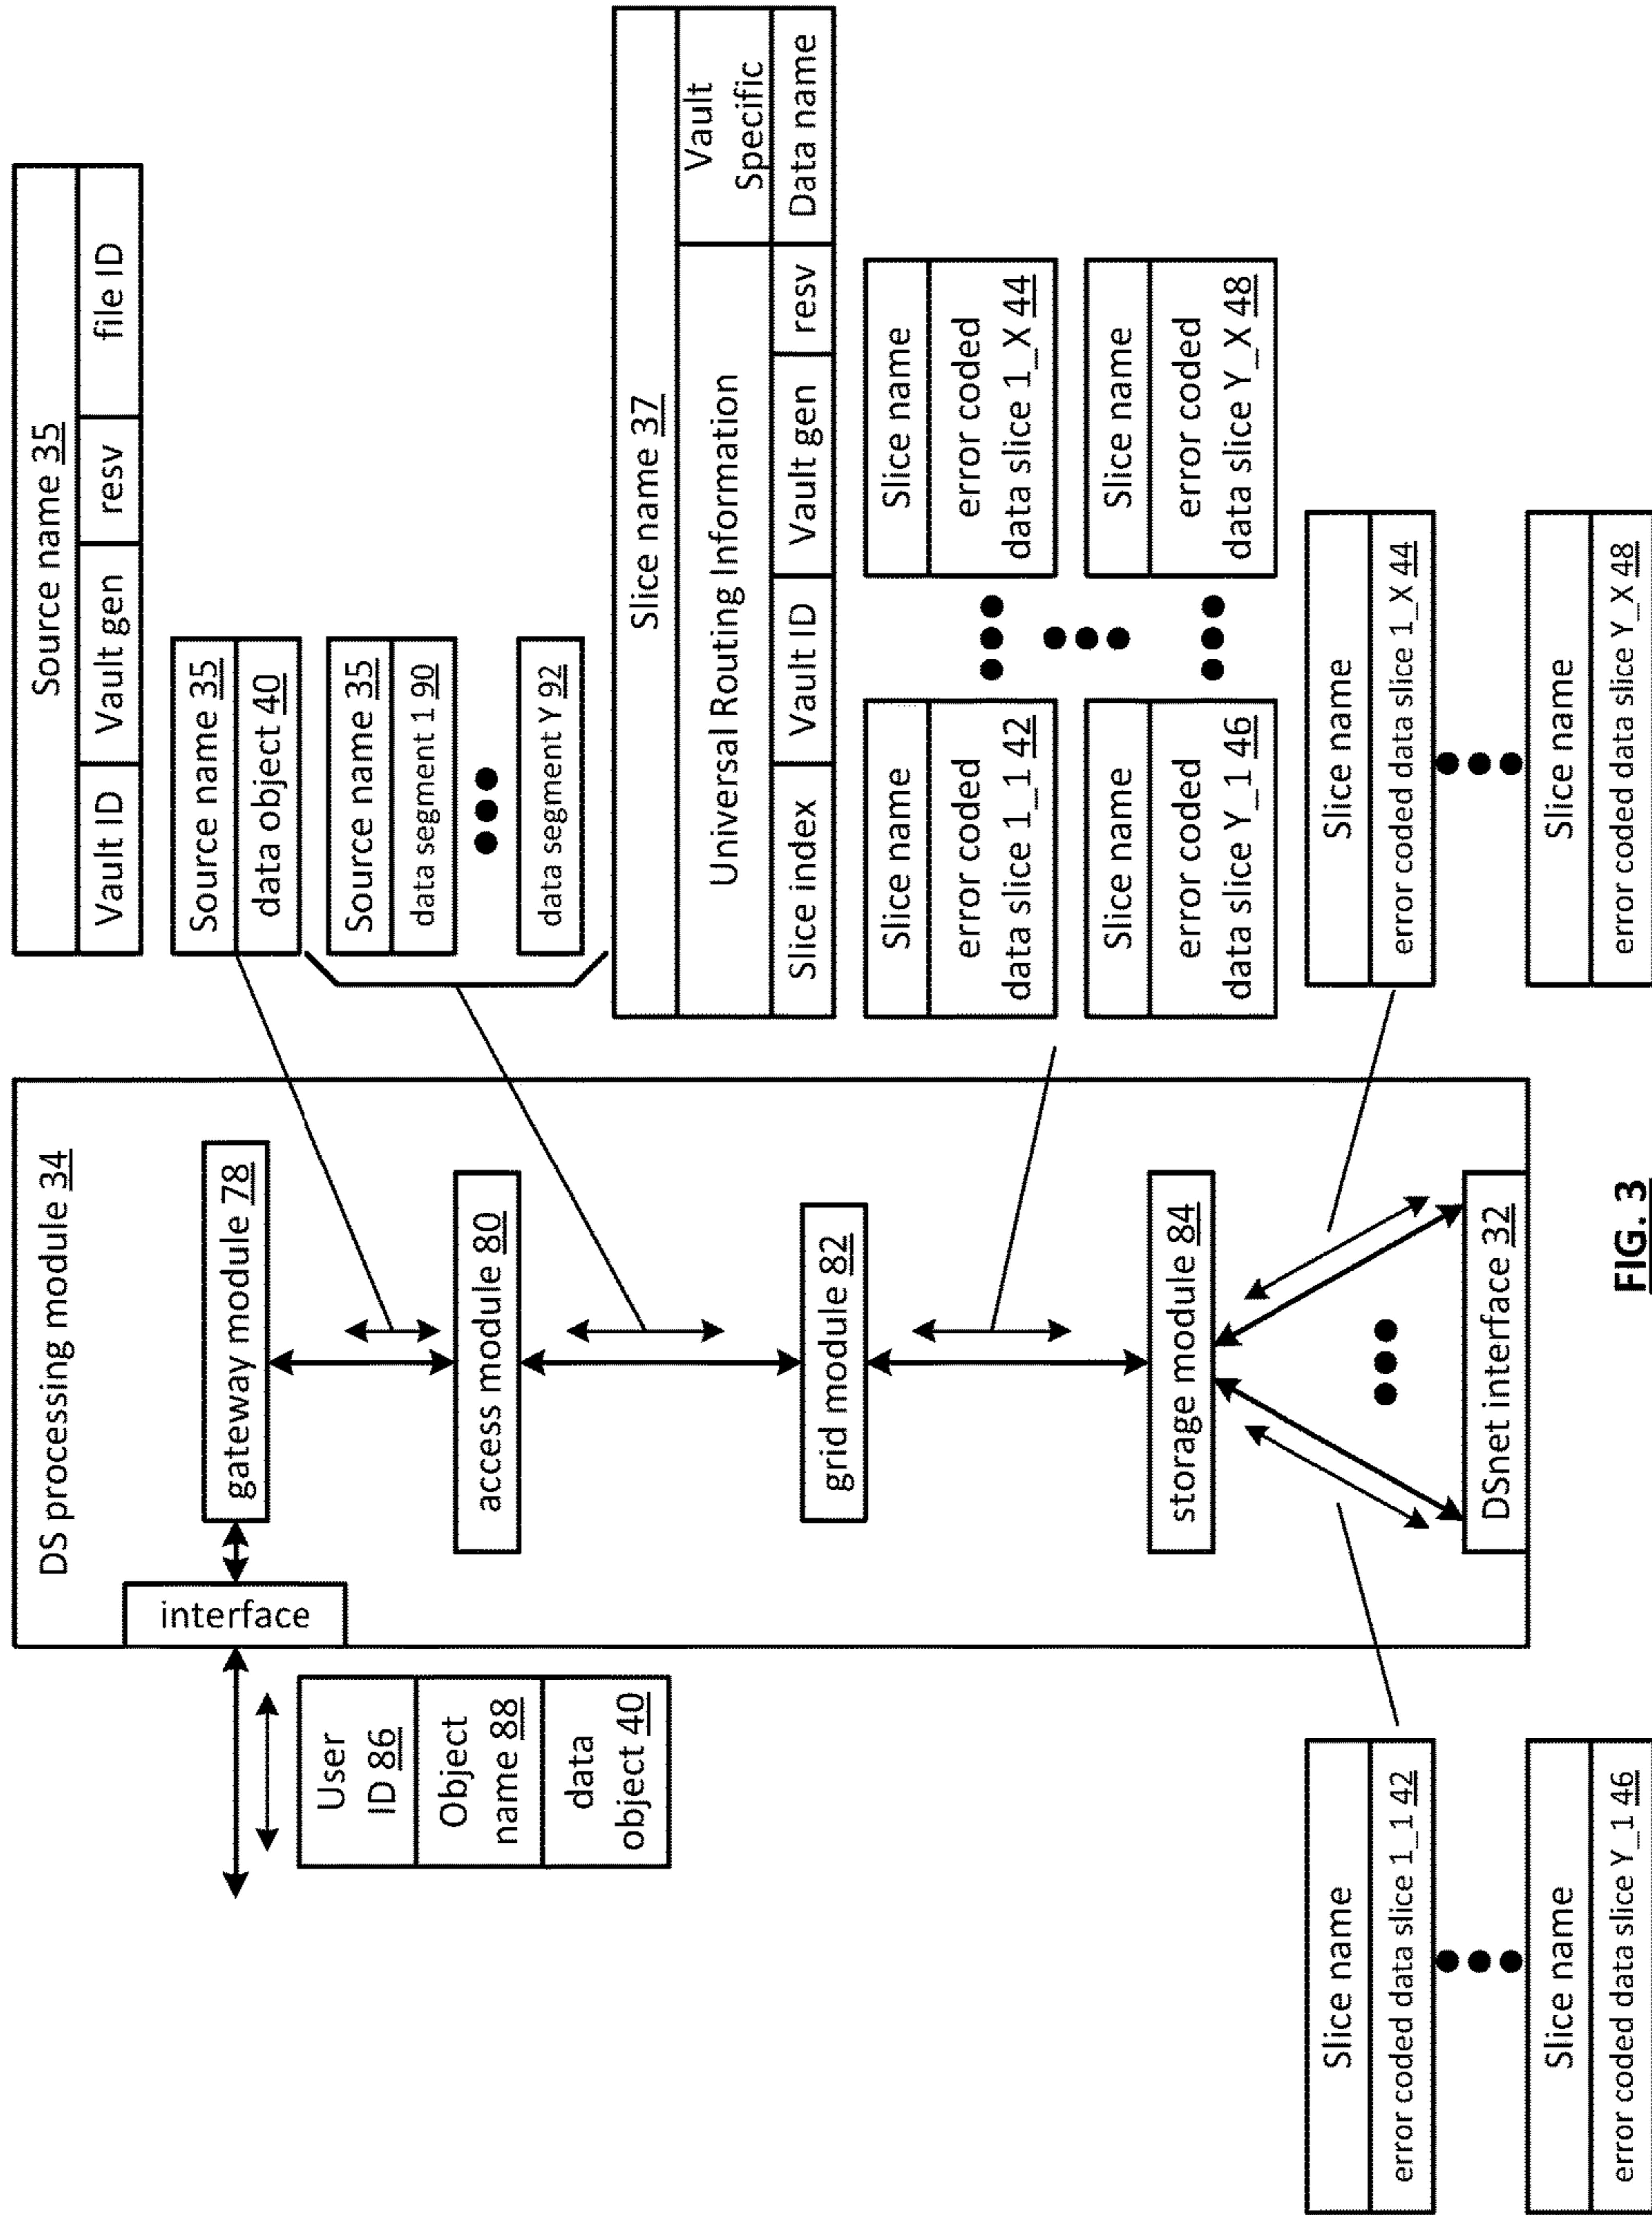 DS processing module 34
interface
gateway module 78
access module 80
grid module 82
storage module 84
DSnet interface 32
User
ID 86
Object
name 88
data
object 40
Source name 35
Vault ID
Vault gen
resv
file ID
Source name 35
data object 40
Source name 35
data segment 1 90
data segment Y 92
Slice name 37
Universal Routing Information
Vault
Specific
Slice index
Vault ID
Vault gen
resv
Data name
Slice name
error coded
data slice 1_1 42
Slice name
error coded
data slice 1_X 44
Slice name
error coded
data slice Y_1 46
Slice name
error coded
data slice Y_X 48
Slice name
error coded data slice 1_1 42
Slice name
error coded data slice Y_1 46
Slice name
error coded data slice 1_X 44
Slice name
error coded data slice Y_X 48
FIG. 3